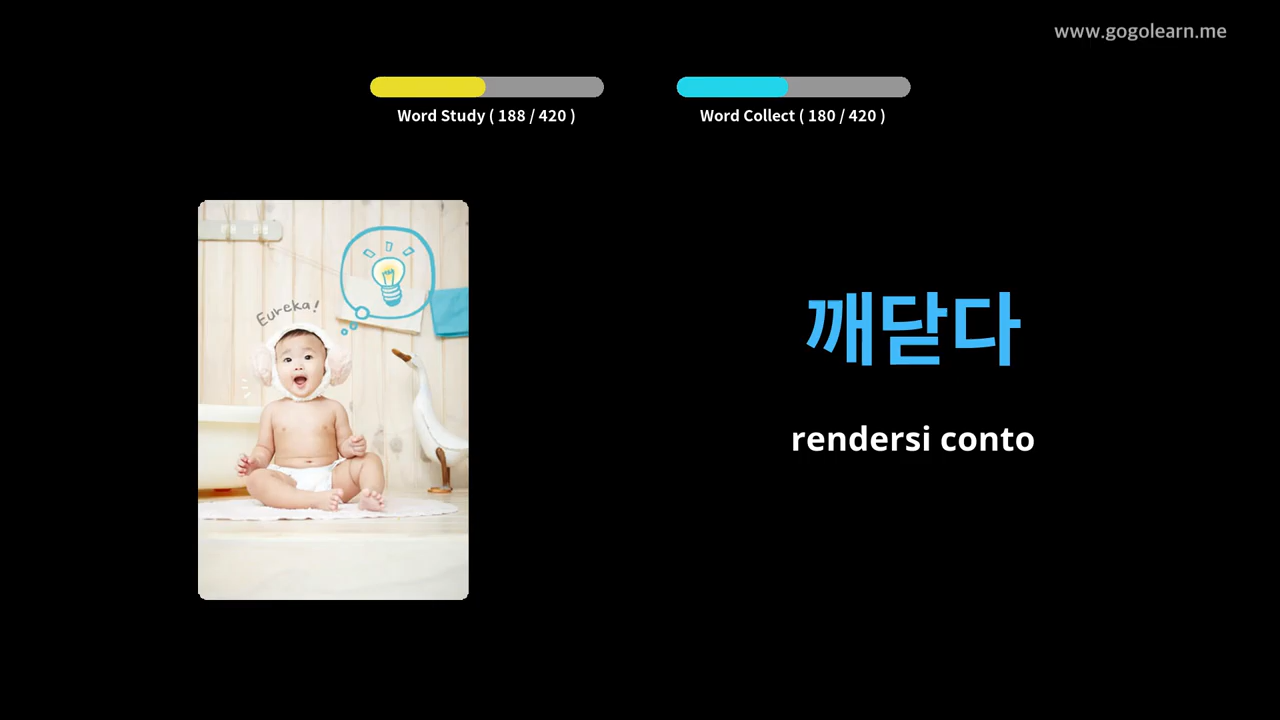 www.gogolearn.me
Word Study ( 188 / 420 )
Word Collect ( 180 / 420 )
Eureka!
깨닫다
rendersi conto